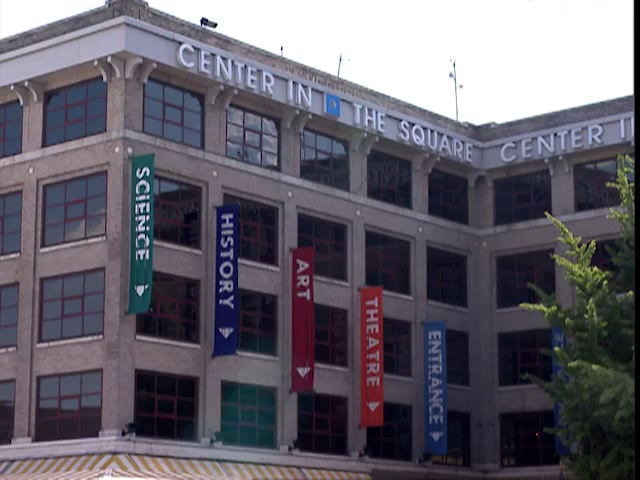 CENTER IN THE SQUARE CENTER I
SCIENCE
HISTORY
ART
THEATRE
ENTRANCE